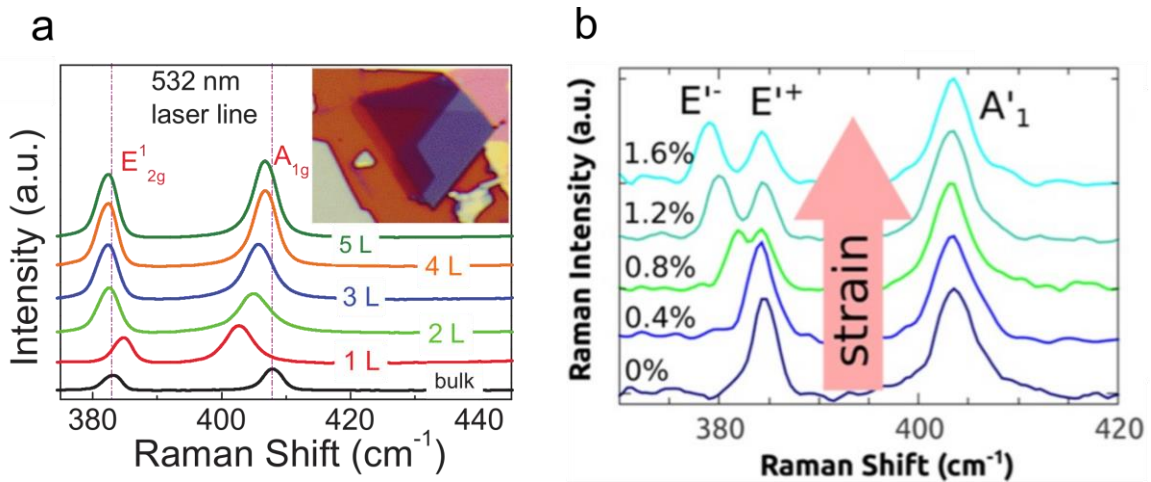 a
532 nm
laser line
E¹₂g
A₁g
5 L
4 L
3 L
2 L
1 L
bulk
Intensity (a.u.)
380 400 420 440
Raman Shift (cm⁻¹)
b
E'⁻ E'⁺ A'₁
1.6%
1.2%
0.8%
0.4%
0%
strain
Raman Intensity (a.u.)
380 400 420
Raman Shift (cm⁻¹)